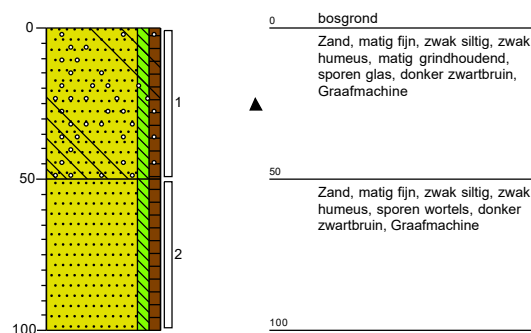 0
50
100
1
2
0
bosgrond
Zand, matig fijn, zwak siltig, zwak
humeus, matig grindhoudend,
sporen glas, donker zwartbruin,
Graafmachine
50
Zand, matig fijn, zwak siltig, zwak
humeus, sporen wortels, donker
zwartbruin, Graafmachine
100